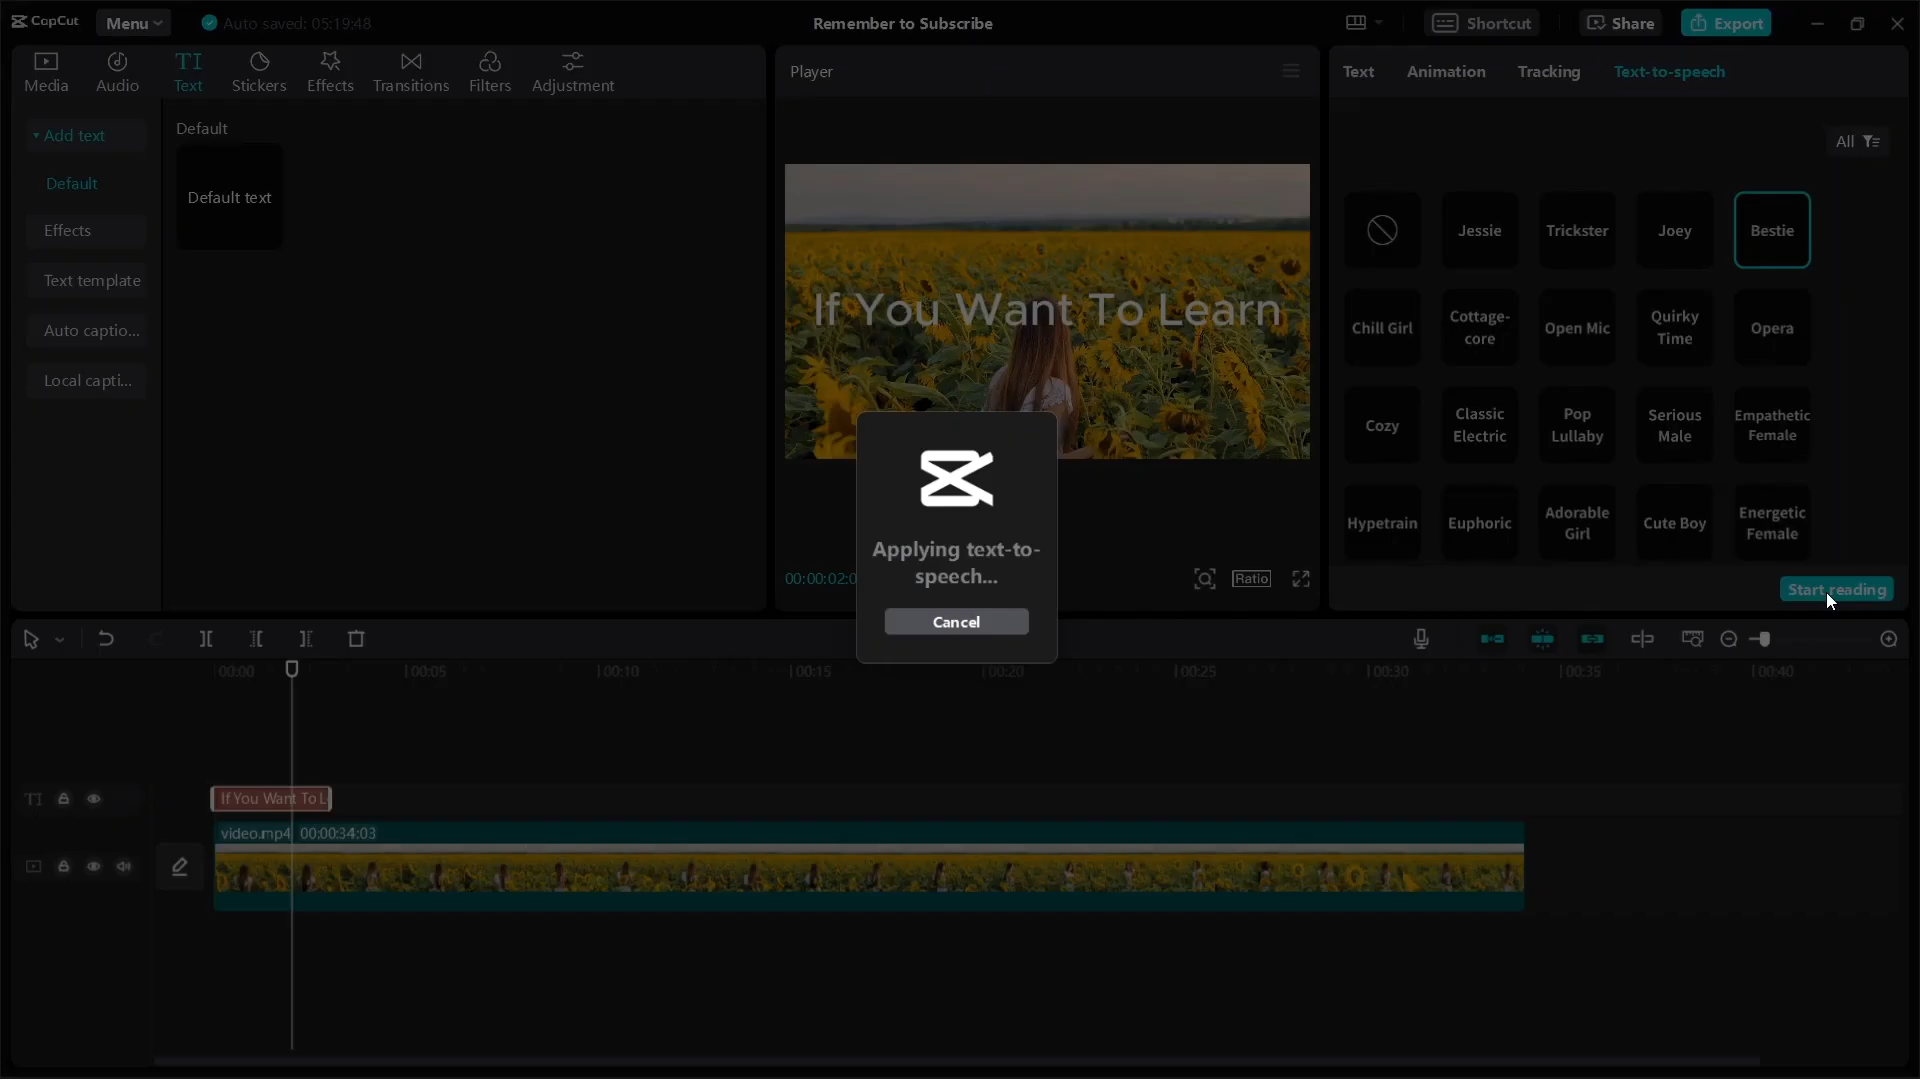 CapCut Menu Auto saved: 05:19:48 Remember to Subscribe Shortcut Share Export
Media Audio Text Stickers Effects Transitions Filters Adjustment
Add text
Default
Effects
Text template
Auto captio...
Local capti...
Default
Default text
Player
If You Want To Learn
00:00:02:0
Ratio
Text Animation Tracking Text-to-speech
All
Jessie Trickster Joey Bestie
Chill Girl Cottage-core Open Mic Quirky Time Opera
Cozy Classic Electric Pop Lullaby Serious Male Empathetic Female
Hypetrain Euphoric Adorable Girl Cute Boy Energetic Female
Start reading
Applying text-to-
speech...
Cancel
00:00 00:05 00:10 00:15 00:20 00:25 00:30 00:35 00:40
TI If You Want To L
video.mp4 00:00:34:03